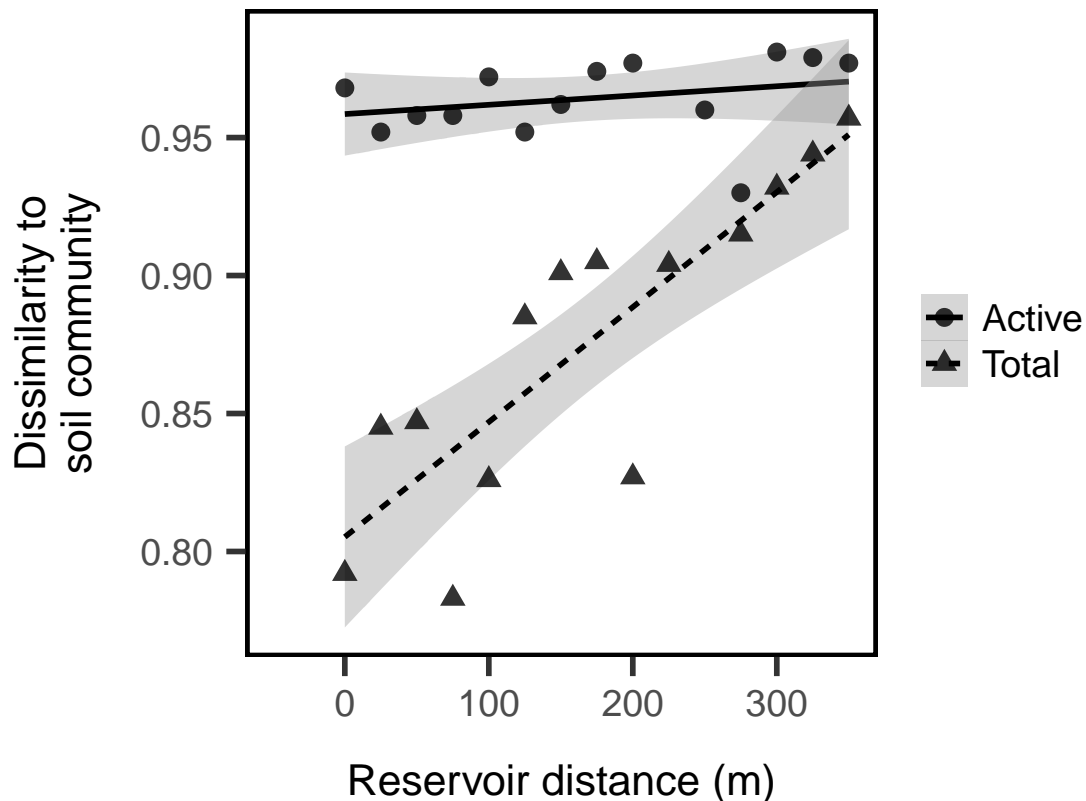 Dissimilarity to
soil community
0.95
0.90
0.85
0.80
0
100
200
300
Reservoir distance (m)
Active
Total